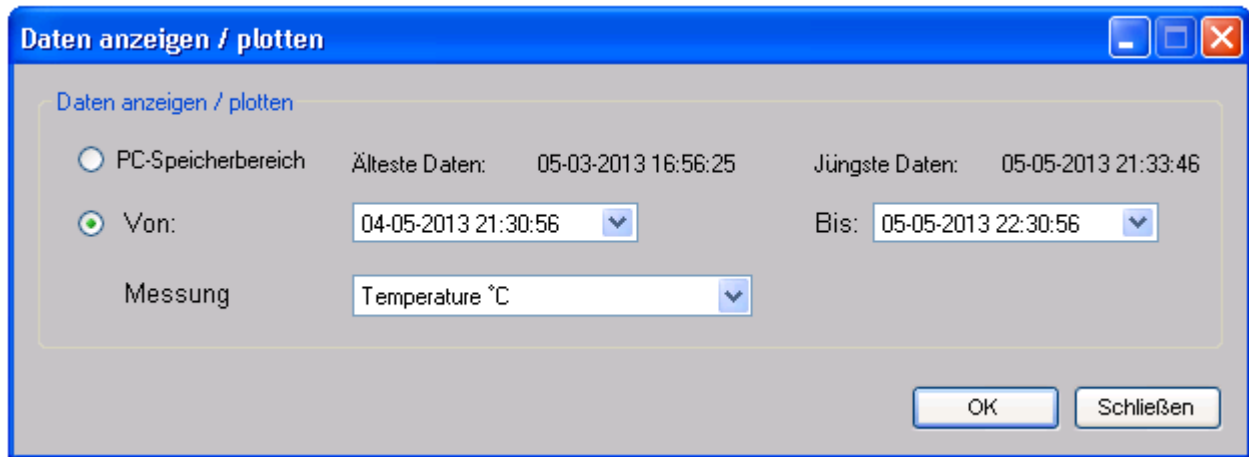 Daten anzeigen / plotten
Daten anzeigen / plotten
PC-Speicherbereich Älteste Daten: 05-03-2013 16:56:25 Jüngste Daten: 05-05-2013 21:33:46
Von: 04-05-2013 21:30:56 Bis: 05-05-2013 22:30:56
Messung Temperature °C
OK Schließen